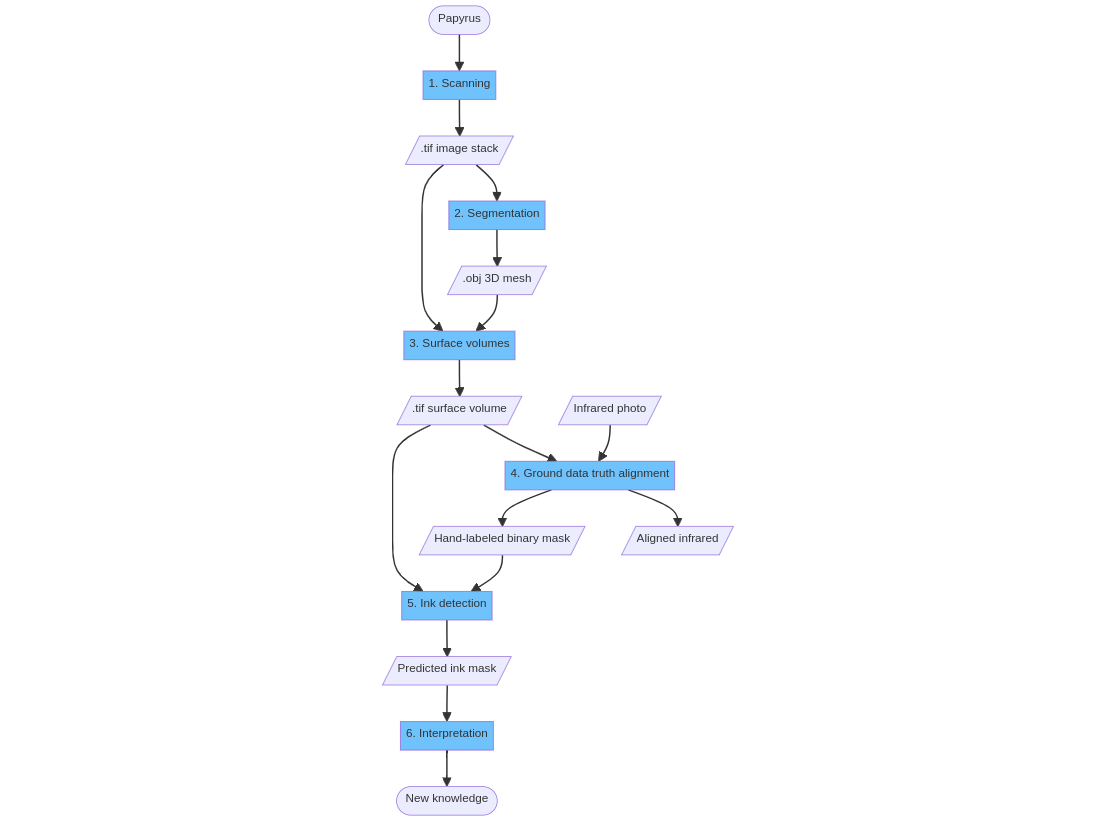 Papyrus
1. Scanning
.tif image stack
2. Segmentation
.obj 3D mesh
3. Surface volumes
.tif surface volume
Infrared photo
4. Ground data truth alignment
Hand-labeled binary mask
Aligned infrared
5. Ink detection
Predicted ink mask
6. Interpretation
New knowledge